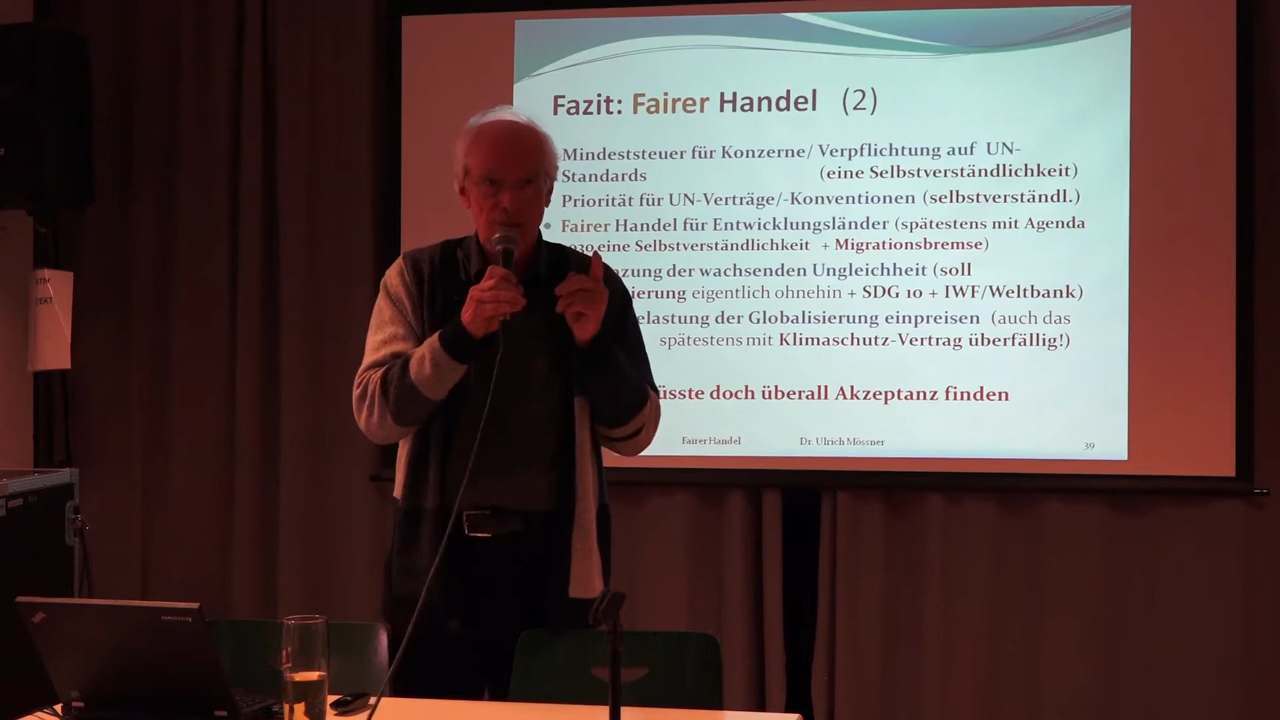 Fazit: Fairer Handel (2)
Mindeststeuer für Konzerne/ Verpflichtung auf UN-
Standards (eine Selbstverständlichkeit)
Priorität für UN-Verträge/-Konventionen (selbstverständl.)
• Fairer Handel für Entwicklungsländer (spätestens mit Agenda
eine Selbstverständlichkeit + Migrationsbremse)
der wachsenden Ungleichheit (soll
eigentlich ohnehin + SDG 10 + IWF/Weltbank)
der Globalisierung einpreisen (auch das
spätestens mit Klimaschutz-Vertrag überfällig!)
doch überall Akzeptanz finden
Fairer Handel Dr. Ulrich Mössner 39